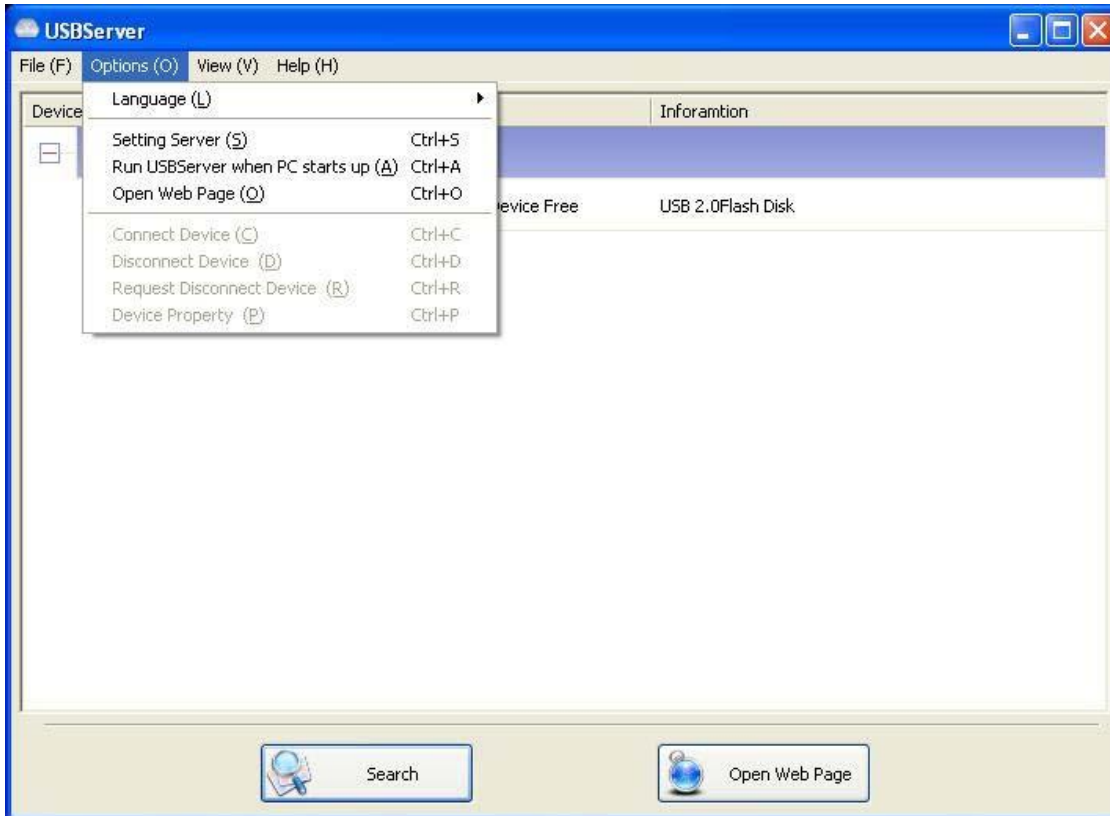 USBServer
File (F) Options (O) View (V) Help (H)
Language (L)
Device Inforamtion
Setting Server (S) Ctrl+S
Run USBServer when PC starts up (A) Ctrl+A
Open Web Page (O) Ctrl+O
Free USB 2.0Flash Disk
Connect Device (C) Ctrl+C
Disconnect Device (D) Ctrl+D
Request Disconnect Device (R) Ctrl+R
Device Property (P) Ctrl+P
Search Open Web Page